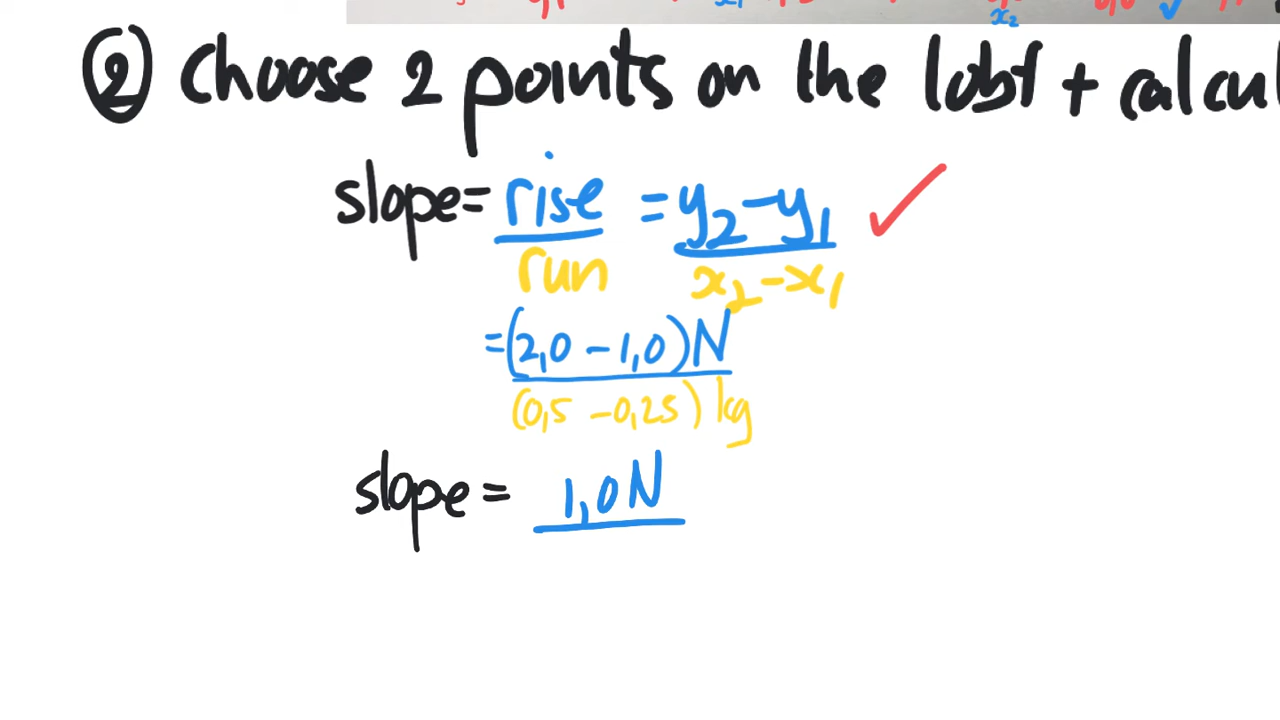 x₂
② Choose 2 points on the lobf + calcul
slope = rise/run = y₂ - y₁/x₂ - x₁ ✓
= (2,0 - 1,0) N/(0,5 - 0,25) kg
slope = 1,0 N